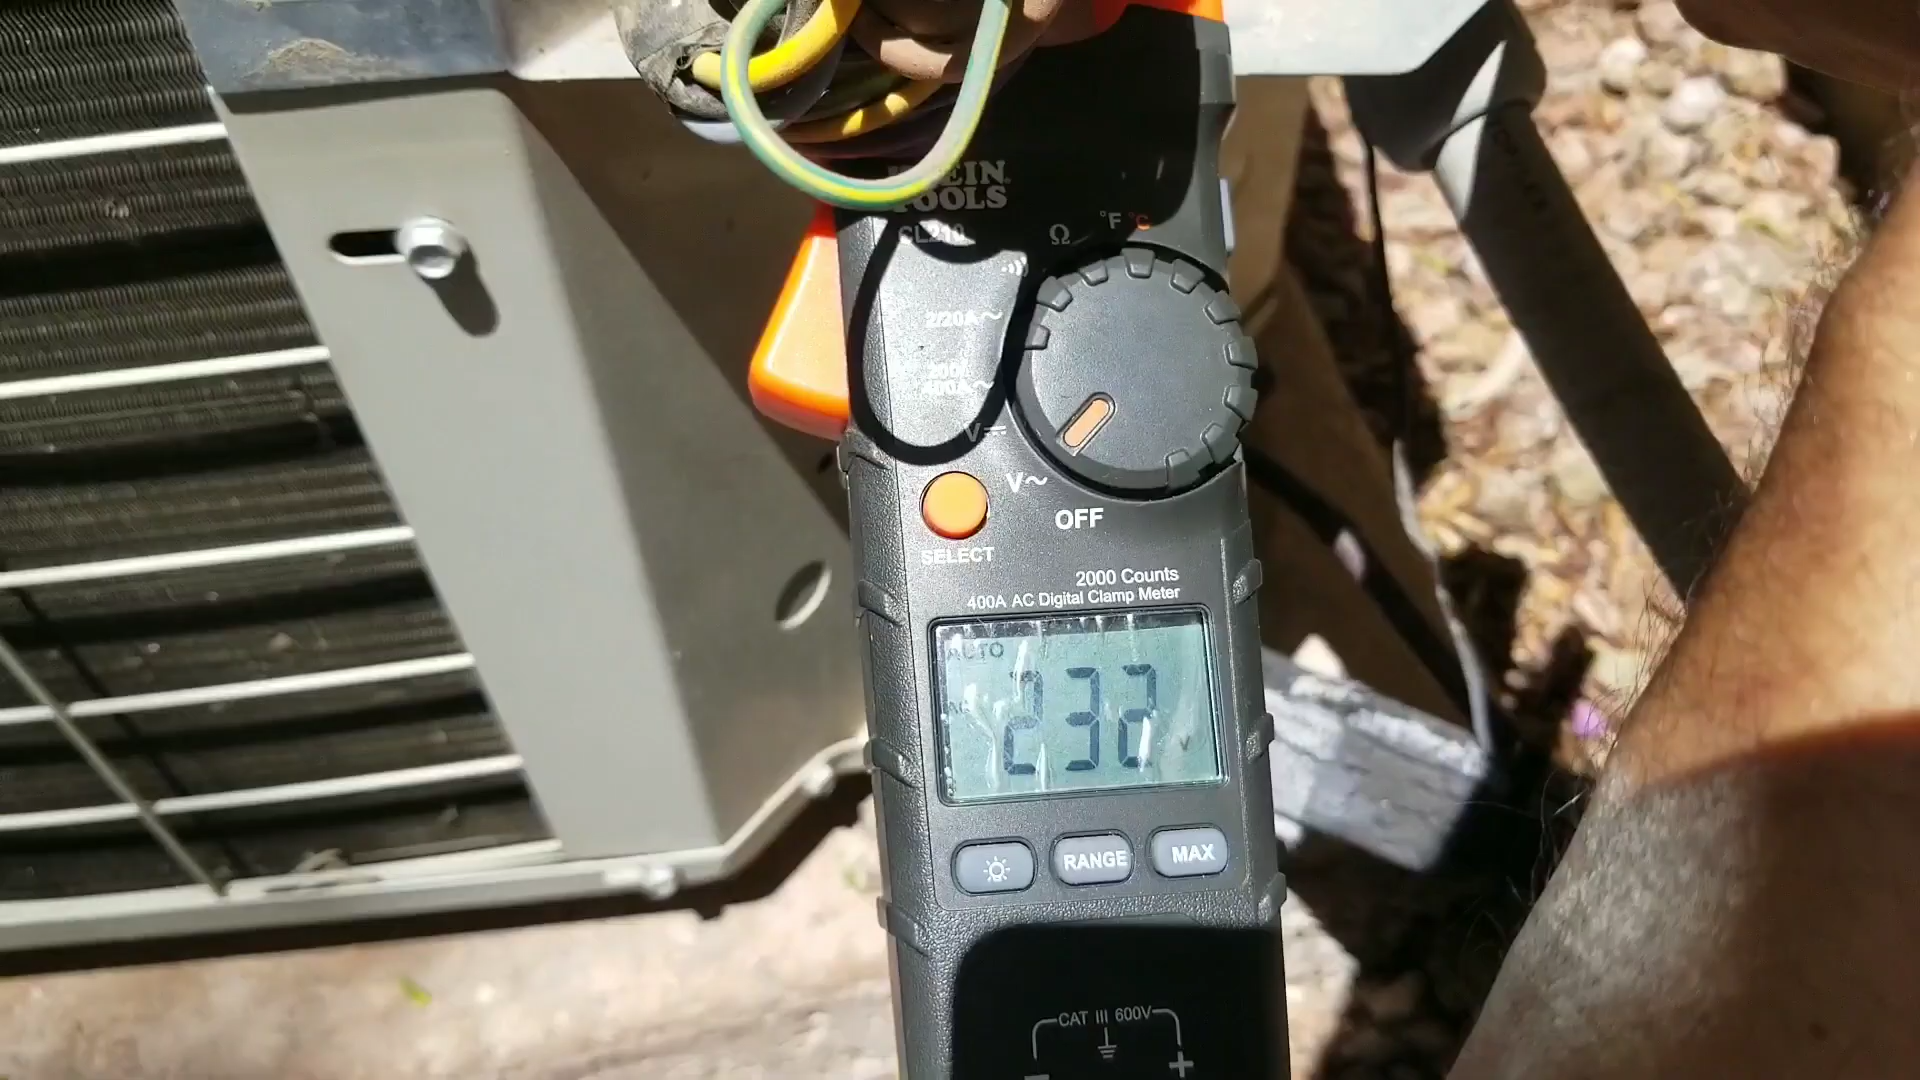 KLEIN
TOOLS
CL210
Ω °F °C
2/20A~
200/
400A~
V
V~
OFF
SELECT
2000 Counts
400A AC Digital Clamp Meter
AUTO
AC 232 V
RANGE MAX
CAT III 600V
− +